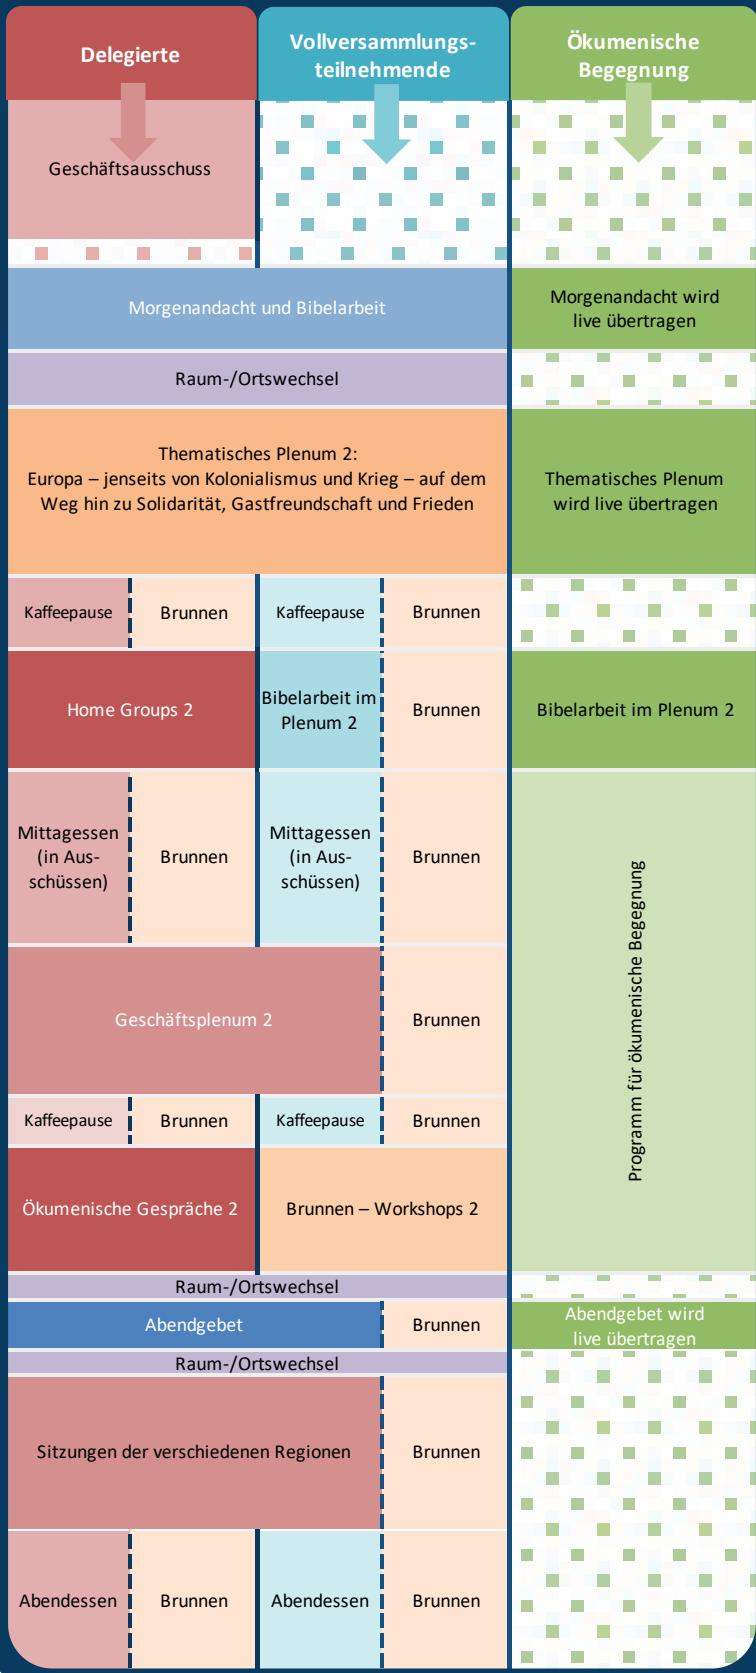 Delegierte
Vollversammlungs-
teilnehmende
Ökumenische
Begegnung
Geschäftsausschuss
Morgenandacht und Bibelarbeit
Morgenandacht wird
live übertragen
Raum-/Ortswechsel
Thematisches Plenum 2:
Europa – jenseits von Kolonialismus und Krieg – auf dem
Weg hin zu Solidarität, Gastfreundschaft und Frieden
Thematisches Plenum
wird live übertragen
Kaffeepause
Brunnen
Kaffeepause
Brunnen
Home Groups 2
Bibelarbeit im
Plenum 2
Brunnen
Bibelarbeit im Plenum 2
Mittagessen
(in Aus-
schüssen)
Brunnen
Mittagessen
(in Aus-
schüssen)
Brunnen
Programm für ökumenische Begegnung
Geschäftsplenum 2
Brunnen
Kaffeepause
Brunnen
Kaffeepause
Brunnen
Ökumenische Gespräche 2
Brunnen – Workshops 2
Raum-/Ortswechsel
Abendgebet
Brunnen
Abendgebet wird
live übertragen
Raum-/Ortswechsel
Sitzungen der verschiedenen Regionen
Brunnen
Abendessen
Brunnen
Abendessen
Brunnen